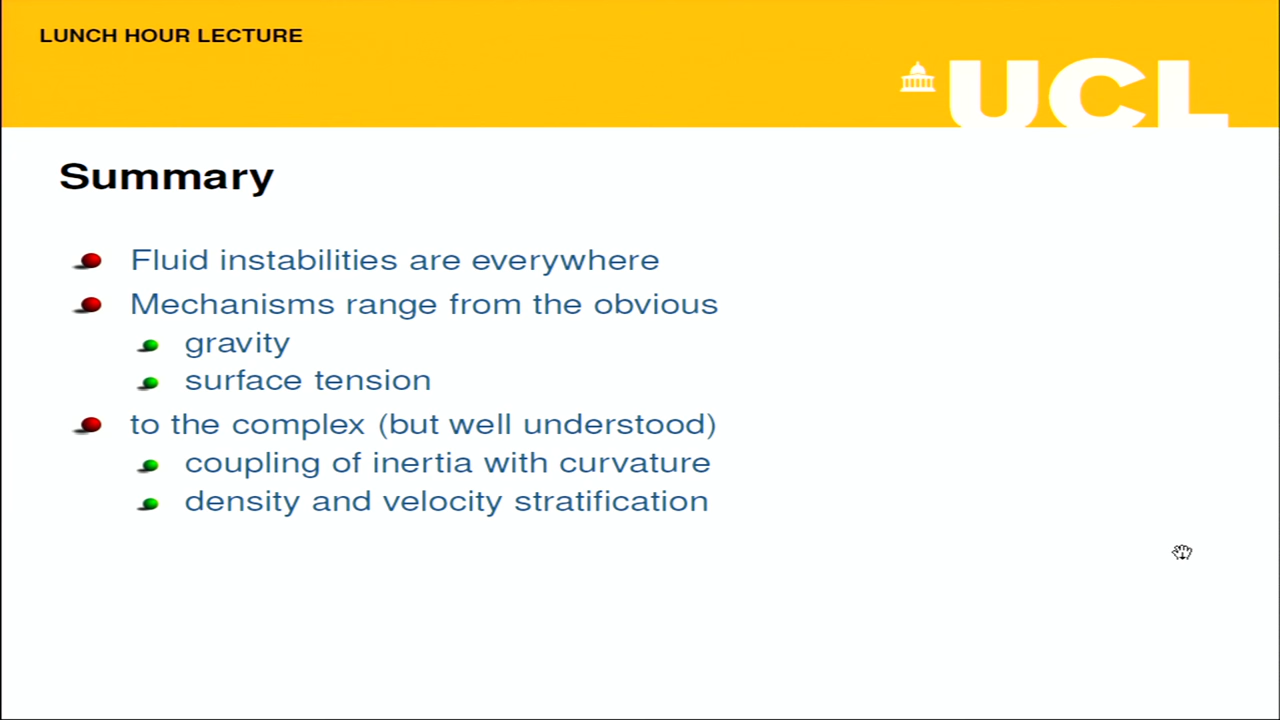 LUNCH HOUR LECTURE
UCL
Summary
Fluid instabilities are everywhere
Mechanisms range from the obvious
gravity
surface tension
to the complex (but well understood)
coupling of inertia with curvature
density and velocity stratification